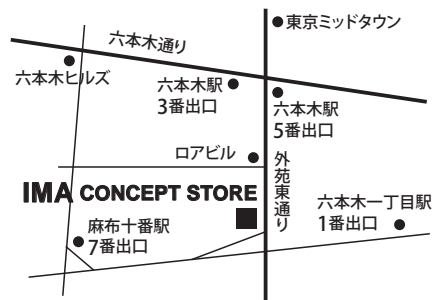 東京ミッドタウン
六本木通り
六本木ヒルズ
六本木駅
3番出口
六本木駅
5番出口
ロアビル
外苑東通り
IMA CONCEPT STORE
六本木一丁目駅
1番出口
麻布十番駅
7番出口